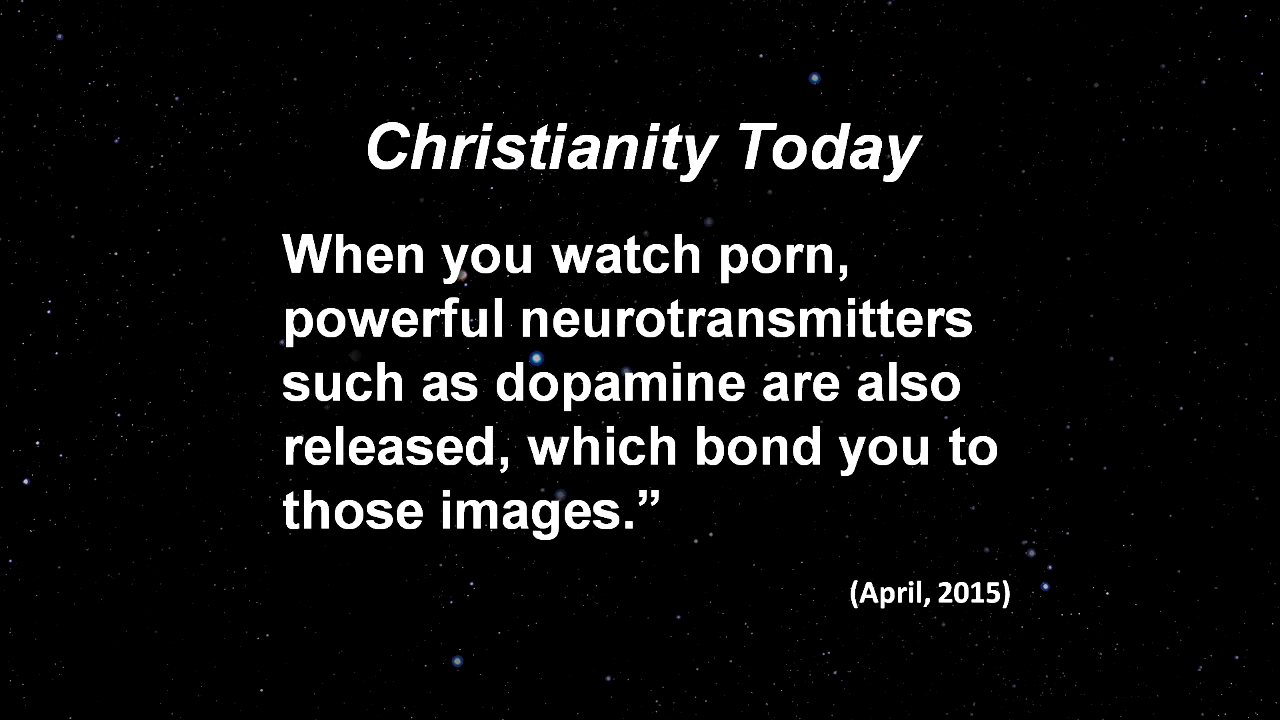 Christianity Today
When you watch porn,
powerful neurotransmitters
such as dopamine are also
released, which bond you to
those images.”
(April, 2015)